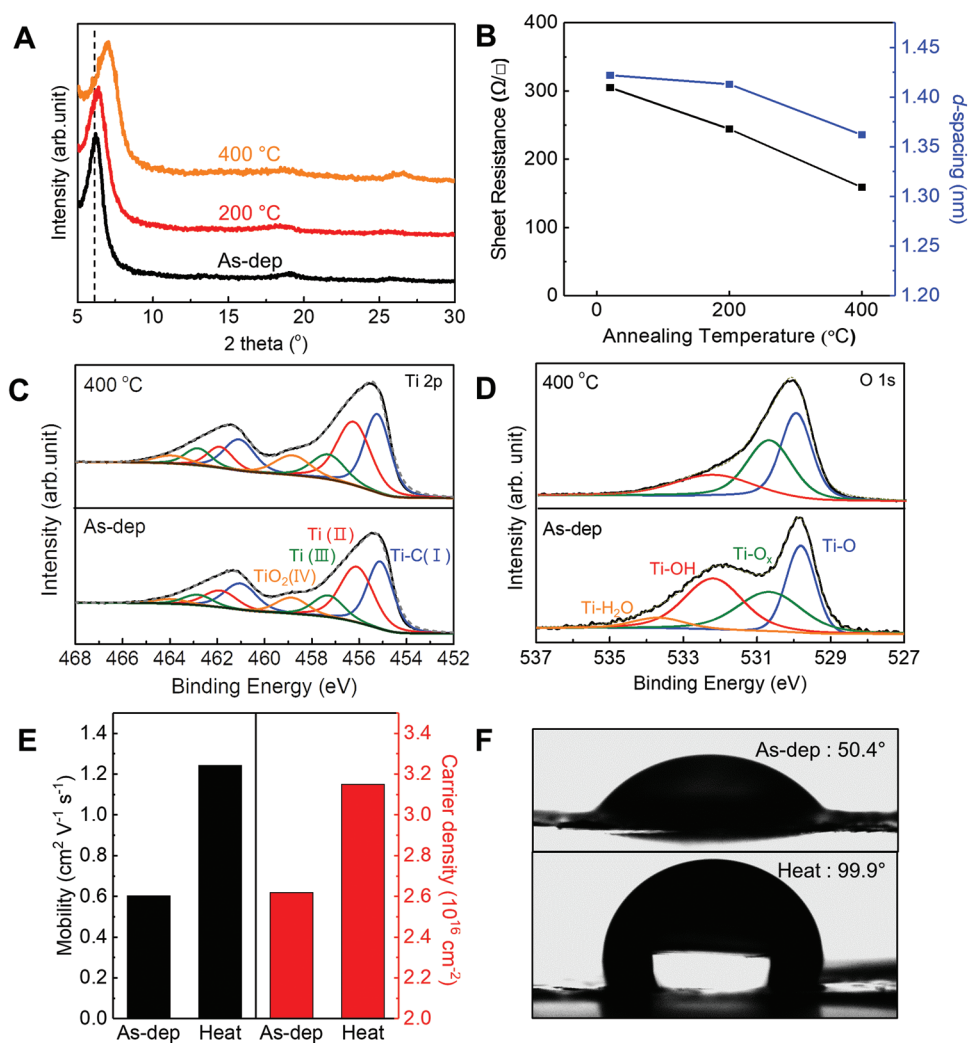 A
Intensity (arb.unit)
400 °C
200 °C
As-dep
5 10 15 20 25 30
2 theta (°)
B
Sheet Resistance (Ω/□)
400
300
200
100
0
0 200 400
Annealing Temperature (°C)
1.45
1.40
1.35
1.30
1.25
1.20
d-spacing (nm)
C
Intensity (arb.unit)
400 °C
Ti 2p
As-dep
Ti (Ⅱ)
Ti (Ⅲ)
Ti-C(Ⅰ)
TiO₂(IV)
468 466 464 462 460 458 456 454 452
Binding Energy (eV)
D
Intensity (arb. unit)
400 °C
O 1s
As-dep
Ti-O
Ti-Oₓ
Ti-OH
Ti-H₂O
537 535 533 531 529 527
Binding Energy (eV)
E
Mobility (cm² V⁻¹ s⁻¹)
1.4
1.2
1.0
0.8
0.6
0.4
0.2
0.0
As-dep Heat As-dep Heat
3.4
3.2
3.0
2.8
2.6
2.4
2.2
2.0
Carrier density (10¹⁶ cm⁻²)
F
As-dep : 50.4°
Heat : 99.9°